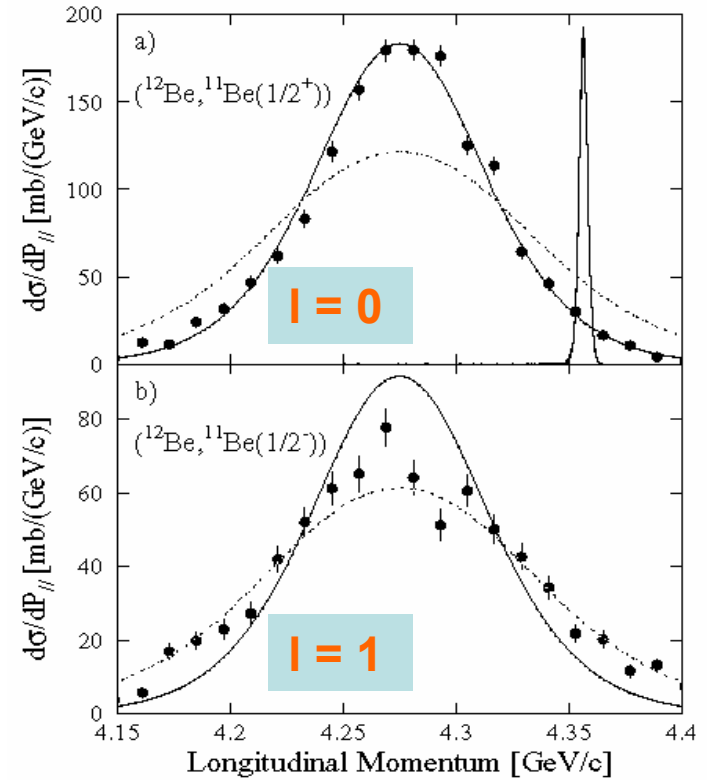 200
150
100
50
0
dσ/dP// [mb/(GeV/c)]
a)
(¹²Be,¹¹Be(1/2⁺))
l = 0
80
60
40
20
0
dσ/dP// [mb/(GeV/c)]
b)
(¹²Be,¹¹Be(1/2⁻))
l = 1
4.15 4.2 4.25 4.3 4.35 4.4
Longitudinal Momentum [GeV/c]